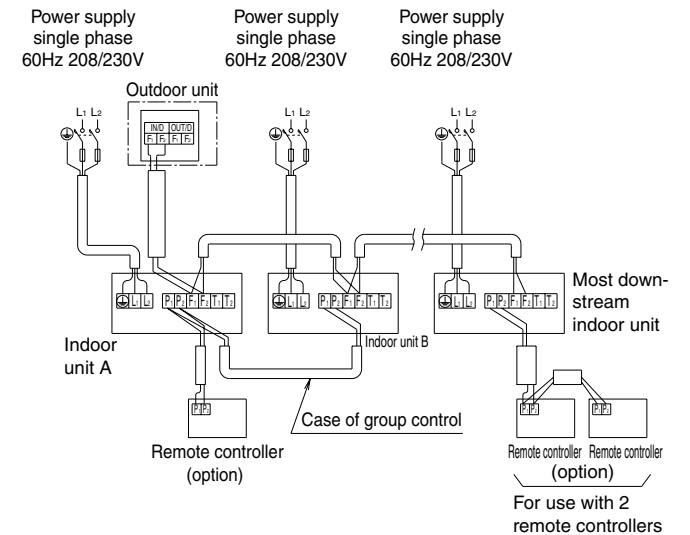 Power supply
single phase
60Hz 208/230V
Power supply
single phase
60Hz 208/230V
Power supply
single phase
60Hz 208/230V
Outdoor unit
IN/D OUT/D
F1 F2 F1 F2
L1 L2
L1 L2
L1 L2
L1 L2
P1 P2 F1 F2 T1 T2
L1 L2
P1 P2 F1 F2 T1 T2
L1 L2
P1 P2 F1 F2 T1 T2
Most down-
stream
indoor unit
Indoor
unit A
Indoor unit B
P1 P2
Remote controller
(option)
Case of group control
P1 P2
P1 P2
Remote controller
Remote controller
(option)
For use with 2
remote controllers